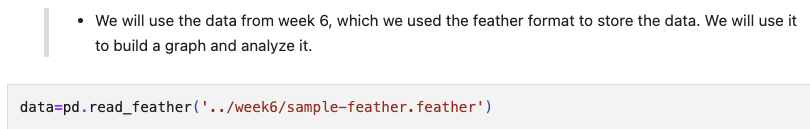 • We will use the data from week 6, which we used the feather format to store the data. We will use it
to build a graph and analyze it.
data=pd.read_feather('../week6/sample-feather.feather')